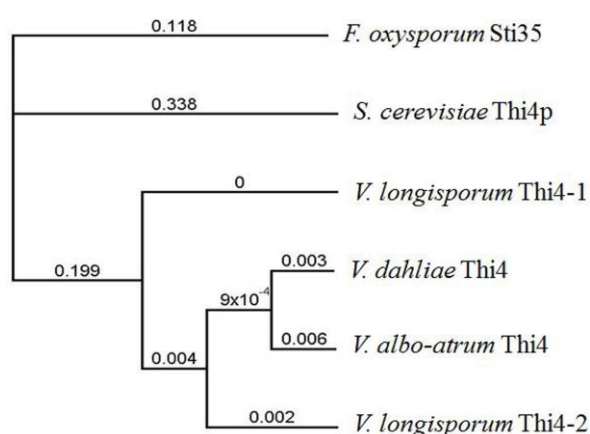 0.118
F. oxysporum Sti35
0.338
S. cerevisiae Thi4p
0
V. longisporum Thi4-1
0.199
0.003
V. dahliae Thi4
9x10⁻⁴
0.006
V. albo-atrum Thi4
0.004
0.002
V. longisporum Thi4-2